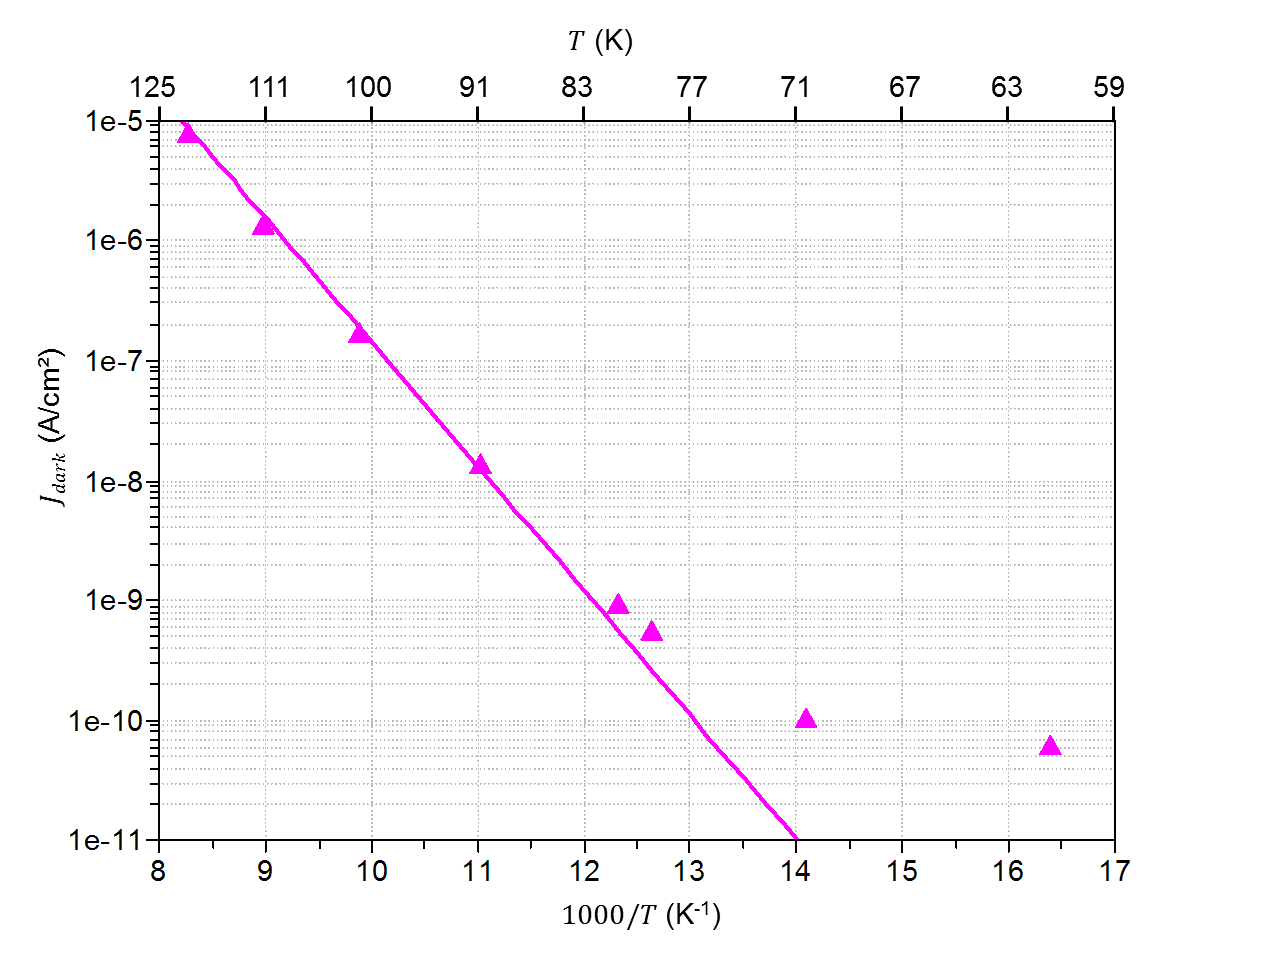 T (K)
125 111 100 91 83 77 71 67 63 59
1e-5
1e-6
1e-7
1e-8
1e-9
1e-10
1e-11
J_dark (A/cm²)
8 9 10 11 12 13 14 15 16 17
1000/T (K⁻¹)